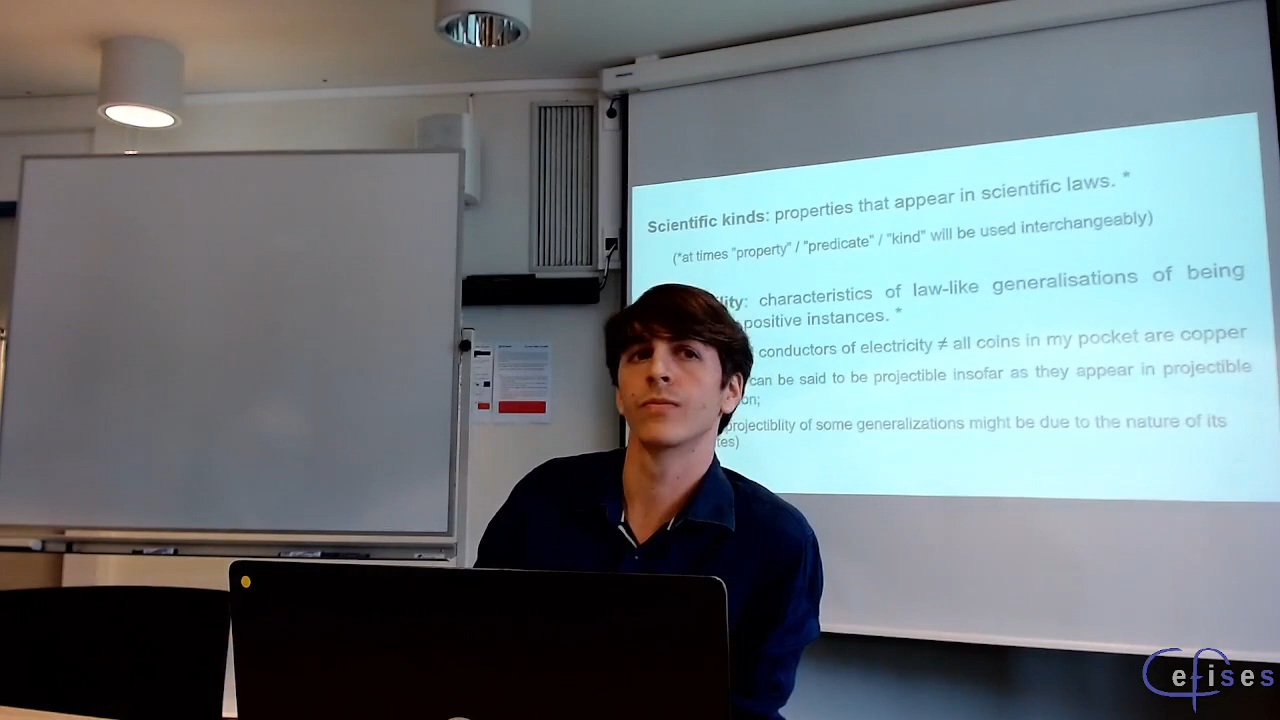 Scientific kinds: properties that appear in scientific laws. *
(*at times "property" / "predicate" / "kind" will be used interchangeably)
ility: characteristics of law-like generalisations of being
positive instances. *
conductors of electricity ≠ all coins in my pocket are copper
can be said to be projectible insofar as they appear in projectible
on;
projectiblity of some generalizations might be due to the nature of its
tes)
Cefises